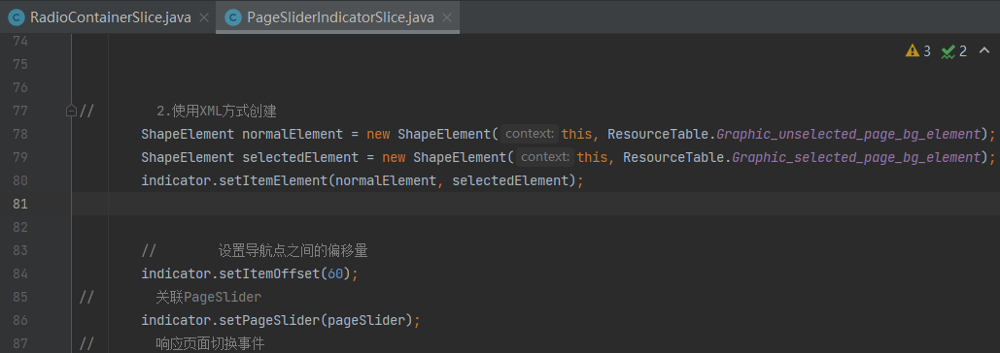 RadioContainerSlice.java × PageSliderIndicatorSlice.java ×
74
3 2
75
76
77 // 2.使用XML方式创建
78 ShapeElement normalElement = new ShapeElement( context: this, ResourceTable.Graphic_unselected_page_bg_element);
79 ShapeElement selectedElement = new ShapeElement( context: this, ResourceTable.Graphic_selected_page_bg_element);
80 indicator.setItemElement(normalElement, selectedElement);
81
82
83 // 设置导航点之间的偏移量
84 indicator.setItemOffset(60);
85 // 关联PageSlider
86 indicator.setPageSlider(pageSlider);
87 // 响应页面切换事件